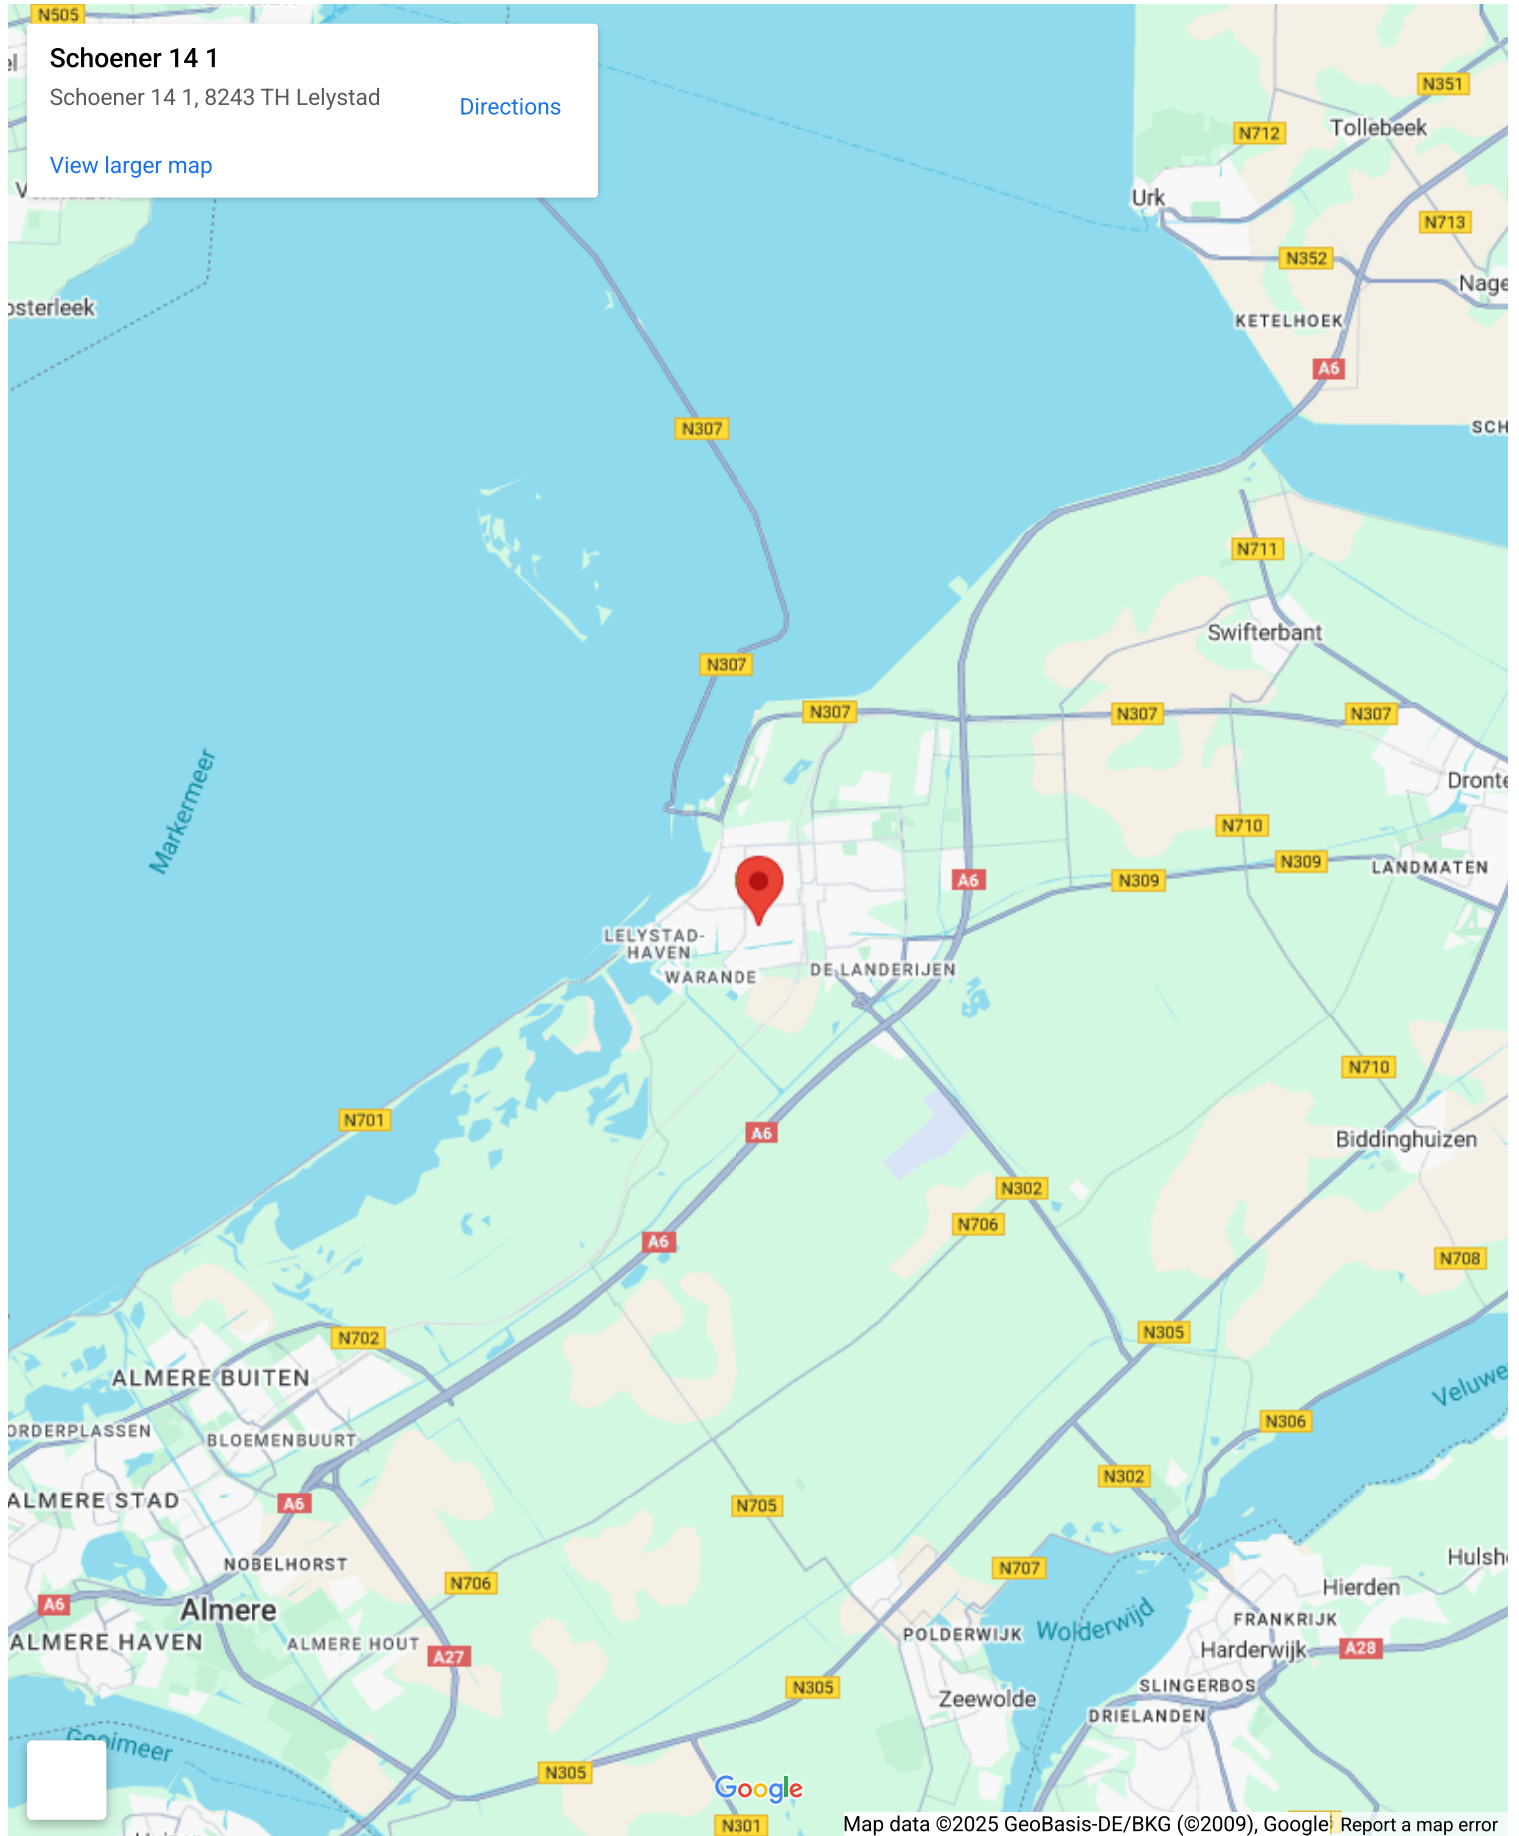 N505
Schoener 14 1
Schoener 14 1, 8243 TH Lelystad
Directions
View larger map
N351
N712
Tollebeek
Urk
N713
N352
Nage
osterleek
KETELHOEK
A6
SCH
N307
N711
Swifterbant
N307
N307
N307
N307
Markermeer
Dronte
N710
N309
LANDMATEN
A6
N309
LELYSTAD-
HAVEN
WARANDE
DE LANDERIJEN
N710
N701
A6
Biddinghuizen
N302
N706
A6
N708
N702
N305
ALMERE BUITEN
Veluwe
N306
ORDERPLASSEN
BLOEMENBUURT
N302
ALMERE STAD
A6
N705
NOBELHORST
Hulsh
N707
N706
Hierden
A6
Almere
Wolderwijd
FRANKRIJK
POLDERWIJK
ALMERE HAVEN
ALMERE HOUT
Harderwijk
A28
A27
SLINGERBOS
N305
Zeewolde
DRIELANDEN
Gooimeer
N305
Google
N301
Map data ©2025 GeoBasis-DE/BKG (©2009), Google
Report a map error